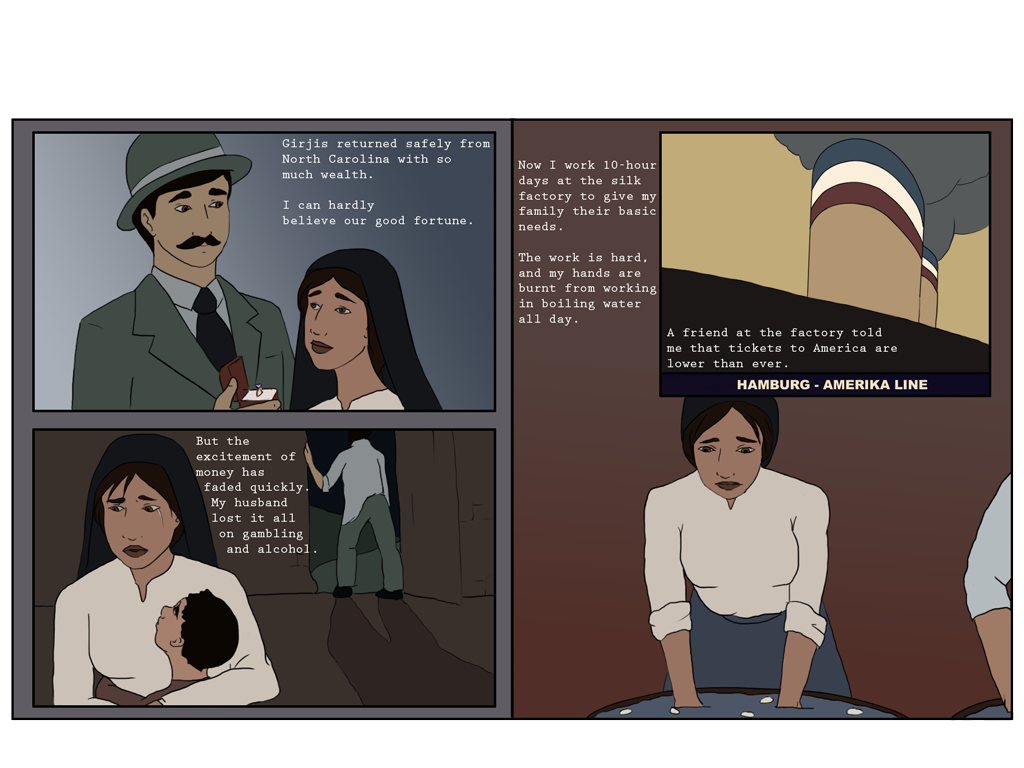 Girjis returned safely from
North Carolina with so
much wealth.
I can hardly
believe our good fortune.
But the
excitement of
money has
faded quickly.
My husband
lost it all
on gambling
and alcohol.
Now I work 10-hour
days at the silk
factory to give my
family their basic
needs.
The work is hard,
and my hands are
burnt from working
in boiling water
all day.
A friend at the factory told
me that tickets to America are
lower than ever.
HAMBURG - AMERIKA LINE